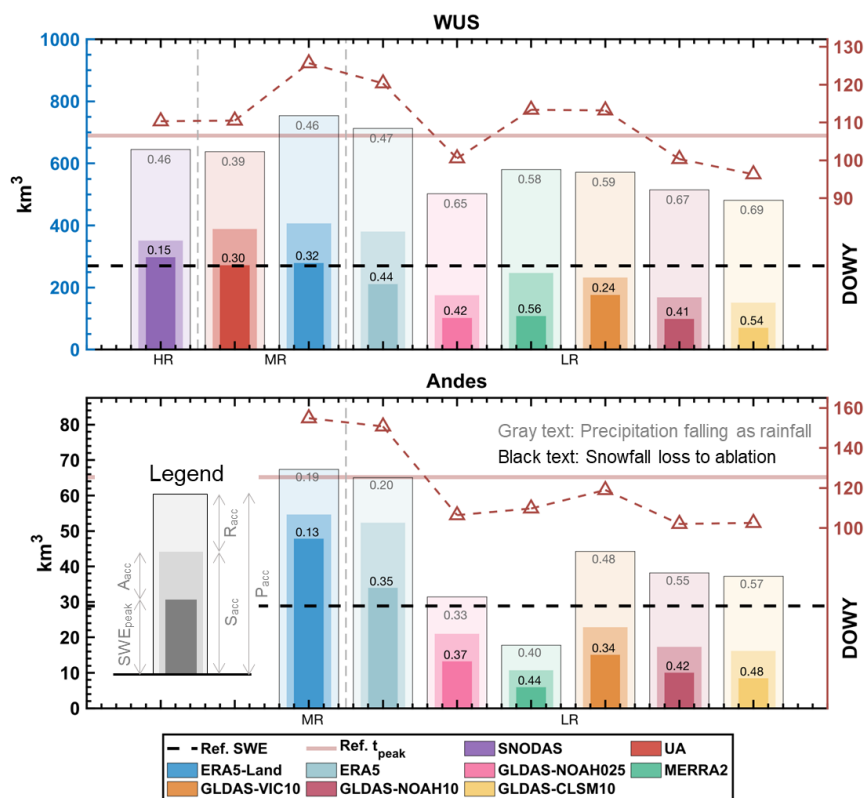 WUS
1000
800
600
400
200
0
km³
130
120
110
100
90
DOWY
0.46
0.39
0.46
0.47
0.65
0.58
0.59
0.67
0.69
0.15
0.30
0.32
0.44
0.42
0.56
0.24
0.41
0.54
HR
MR
LR
Andes
80
70
60
50
40
30
20
10
0
km³
160
140
120
100
DOWY
Gray text: Precipitation falling as rainfall
Black text: Snowfall loss to ablation
Legend
R_acc
A_acc
P_acc
S_acc
SWE_peak
0.19
0.20
0.33
0.40
0.48
0.55
0.57
0.13
0.35
0.37
0.44
0.34
0.42
0.48
MR
LR
Ref. SWE
Ref. t_peak
SNODAS
UA
ERA5-Land
ERA5
GLDAS-NOAH025
MERRA2
GLDAS-VIC10
GLDAS-NOAH10
GLDAS-CLSM10